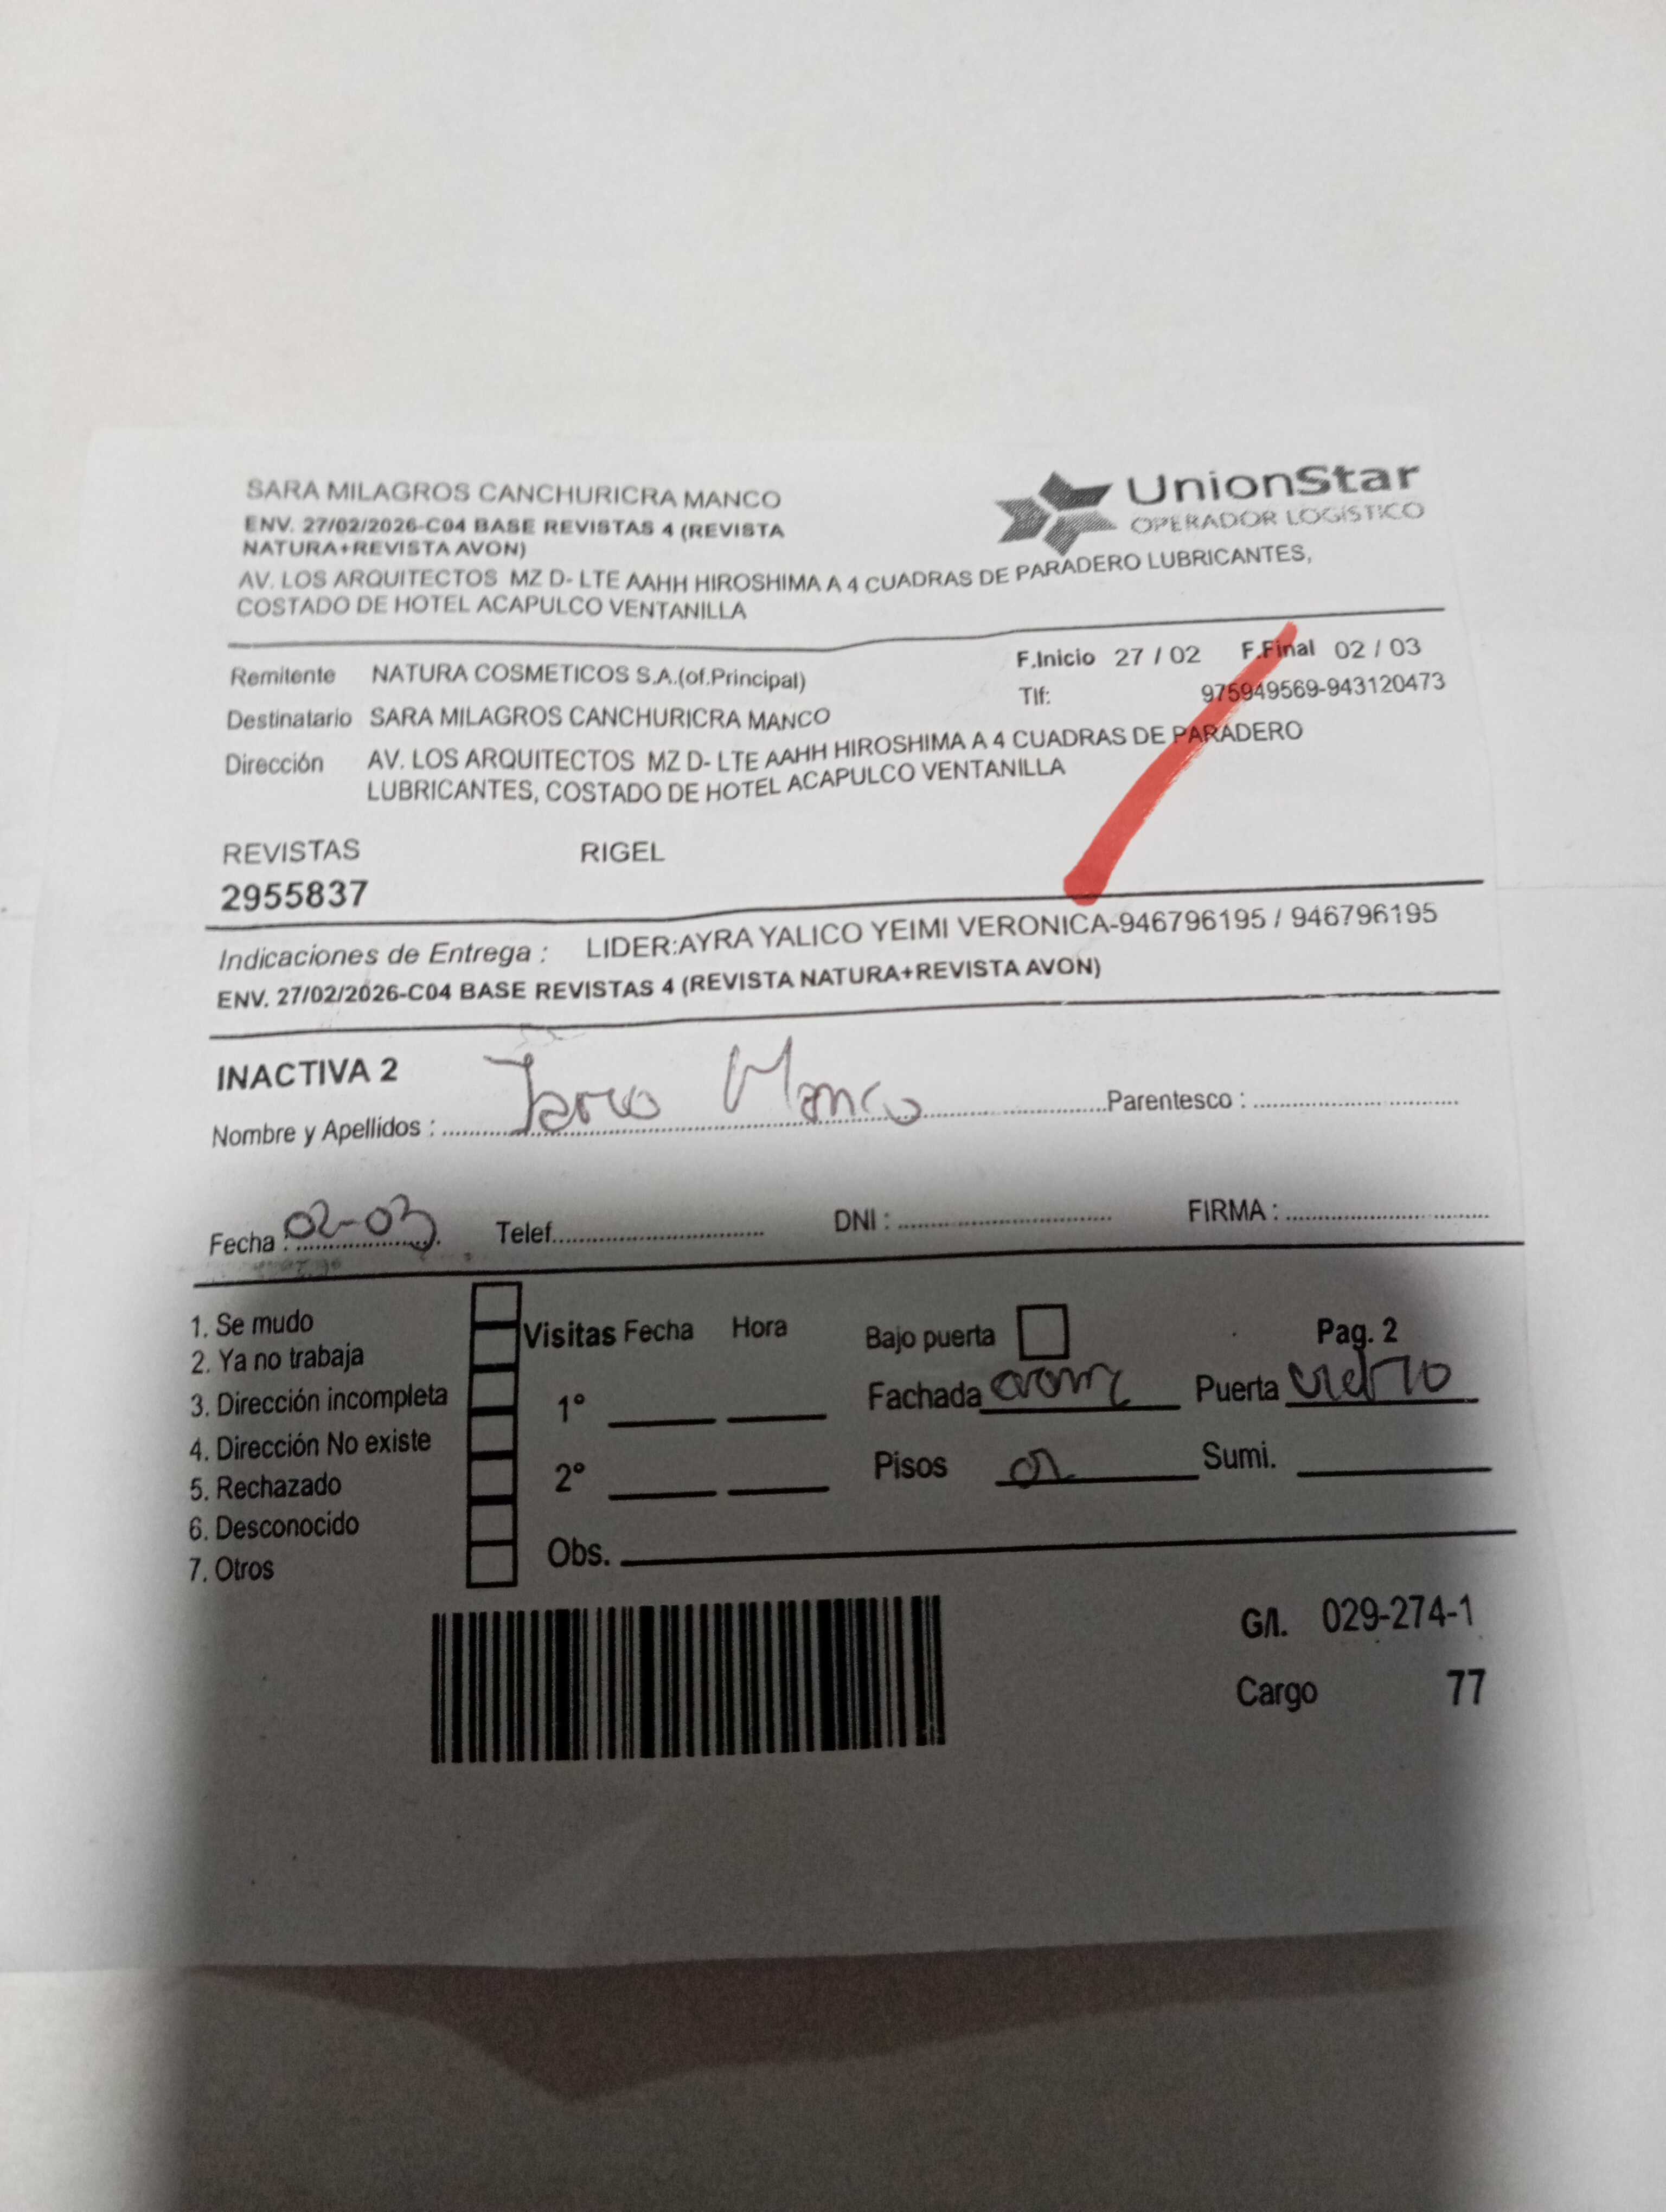 SARA MILAGROS CANCHURICRA MANCO
ENV. 27/02/2026-C04 BASE REVISTAS 4 (REVISTA
NATURA+REVISTA AVON)
UnionStar
OPERADOR LOGÍSTICO
AV. LOS ARQUITECTOS MZ D- LTE AAHH HIROSHIMA A 4 CUADRAS DE PARADERO LUBRICANTES,
COSTADO DE HOTEL ACAPULCO VENTANILLA
Remitente NATURA COSMETICOS S.A.(of.Principal)
F.Inicio 27 / 02 F.Final 02 / 03
Tlf: 975949569-943120473
Destinatario SARA MILAGROS CANCHURICRA MANCO
Dirección AV. LOS ARQUITECTOS MZ D- LTE AAHH HIROSHIMA A 4 CUADRAS DE PARADERO
LUBRICANTES, COSTADO DE HOTEL ACAPULCO VENTANILLA
REVISTAS RIGEL
2955837
Indicaciones de Entrega : LIDER:AYRA YALICO YEIMI VERONICA-946796195 / 946796195
ENV. 27/02/2026-C04 BASE REVISTAS 4 (REVISTA NATURA+REVISTA AVON)
INACTIVA 2
Nombre y Apellidos : Manco Parentesco :
Fecha : 02-03 Telef. DNI : FIRMA :
1. Se mudo
2. Ya no trabaja
3. Dirección incompleta
4. Dirección No existe
5. Rechazado
6. Desconocido
7. Otros
Visitas Fecha Hora
1°
2°
Obs.
Bajo puerta Pag. 2
Fachada Puerta
Pisos 02 Sumi.
G/I. 029-274-1
Cargo 77